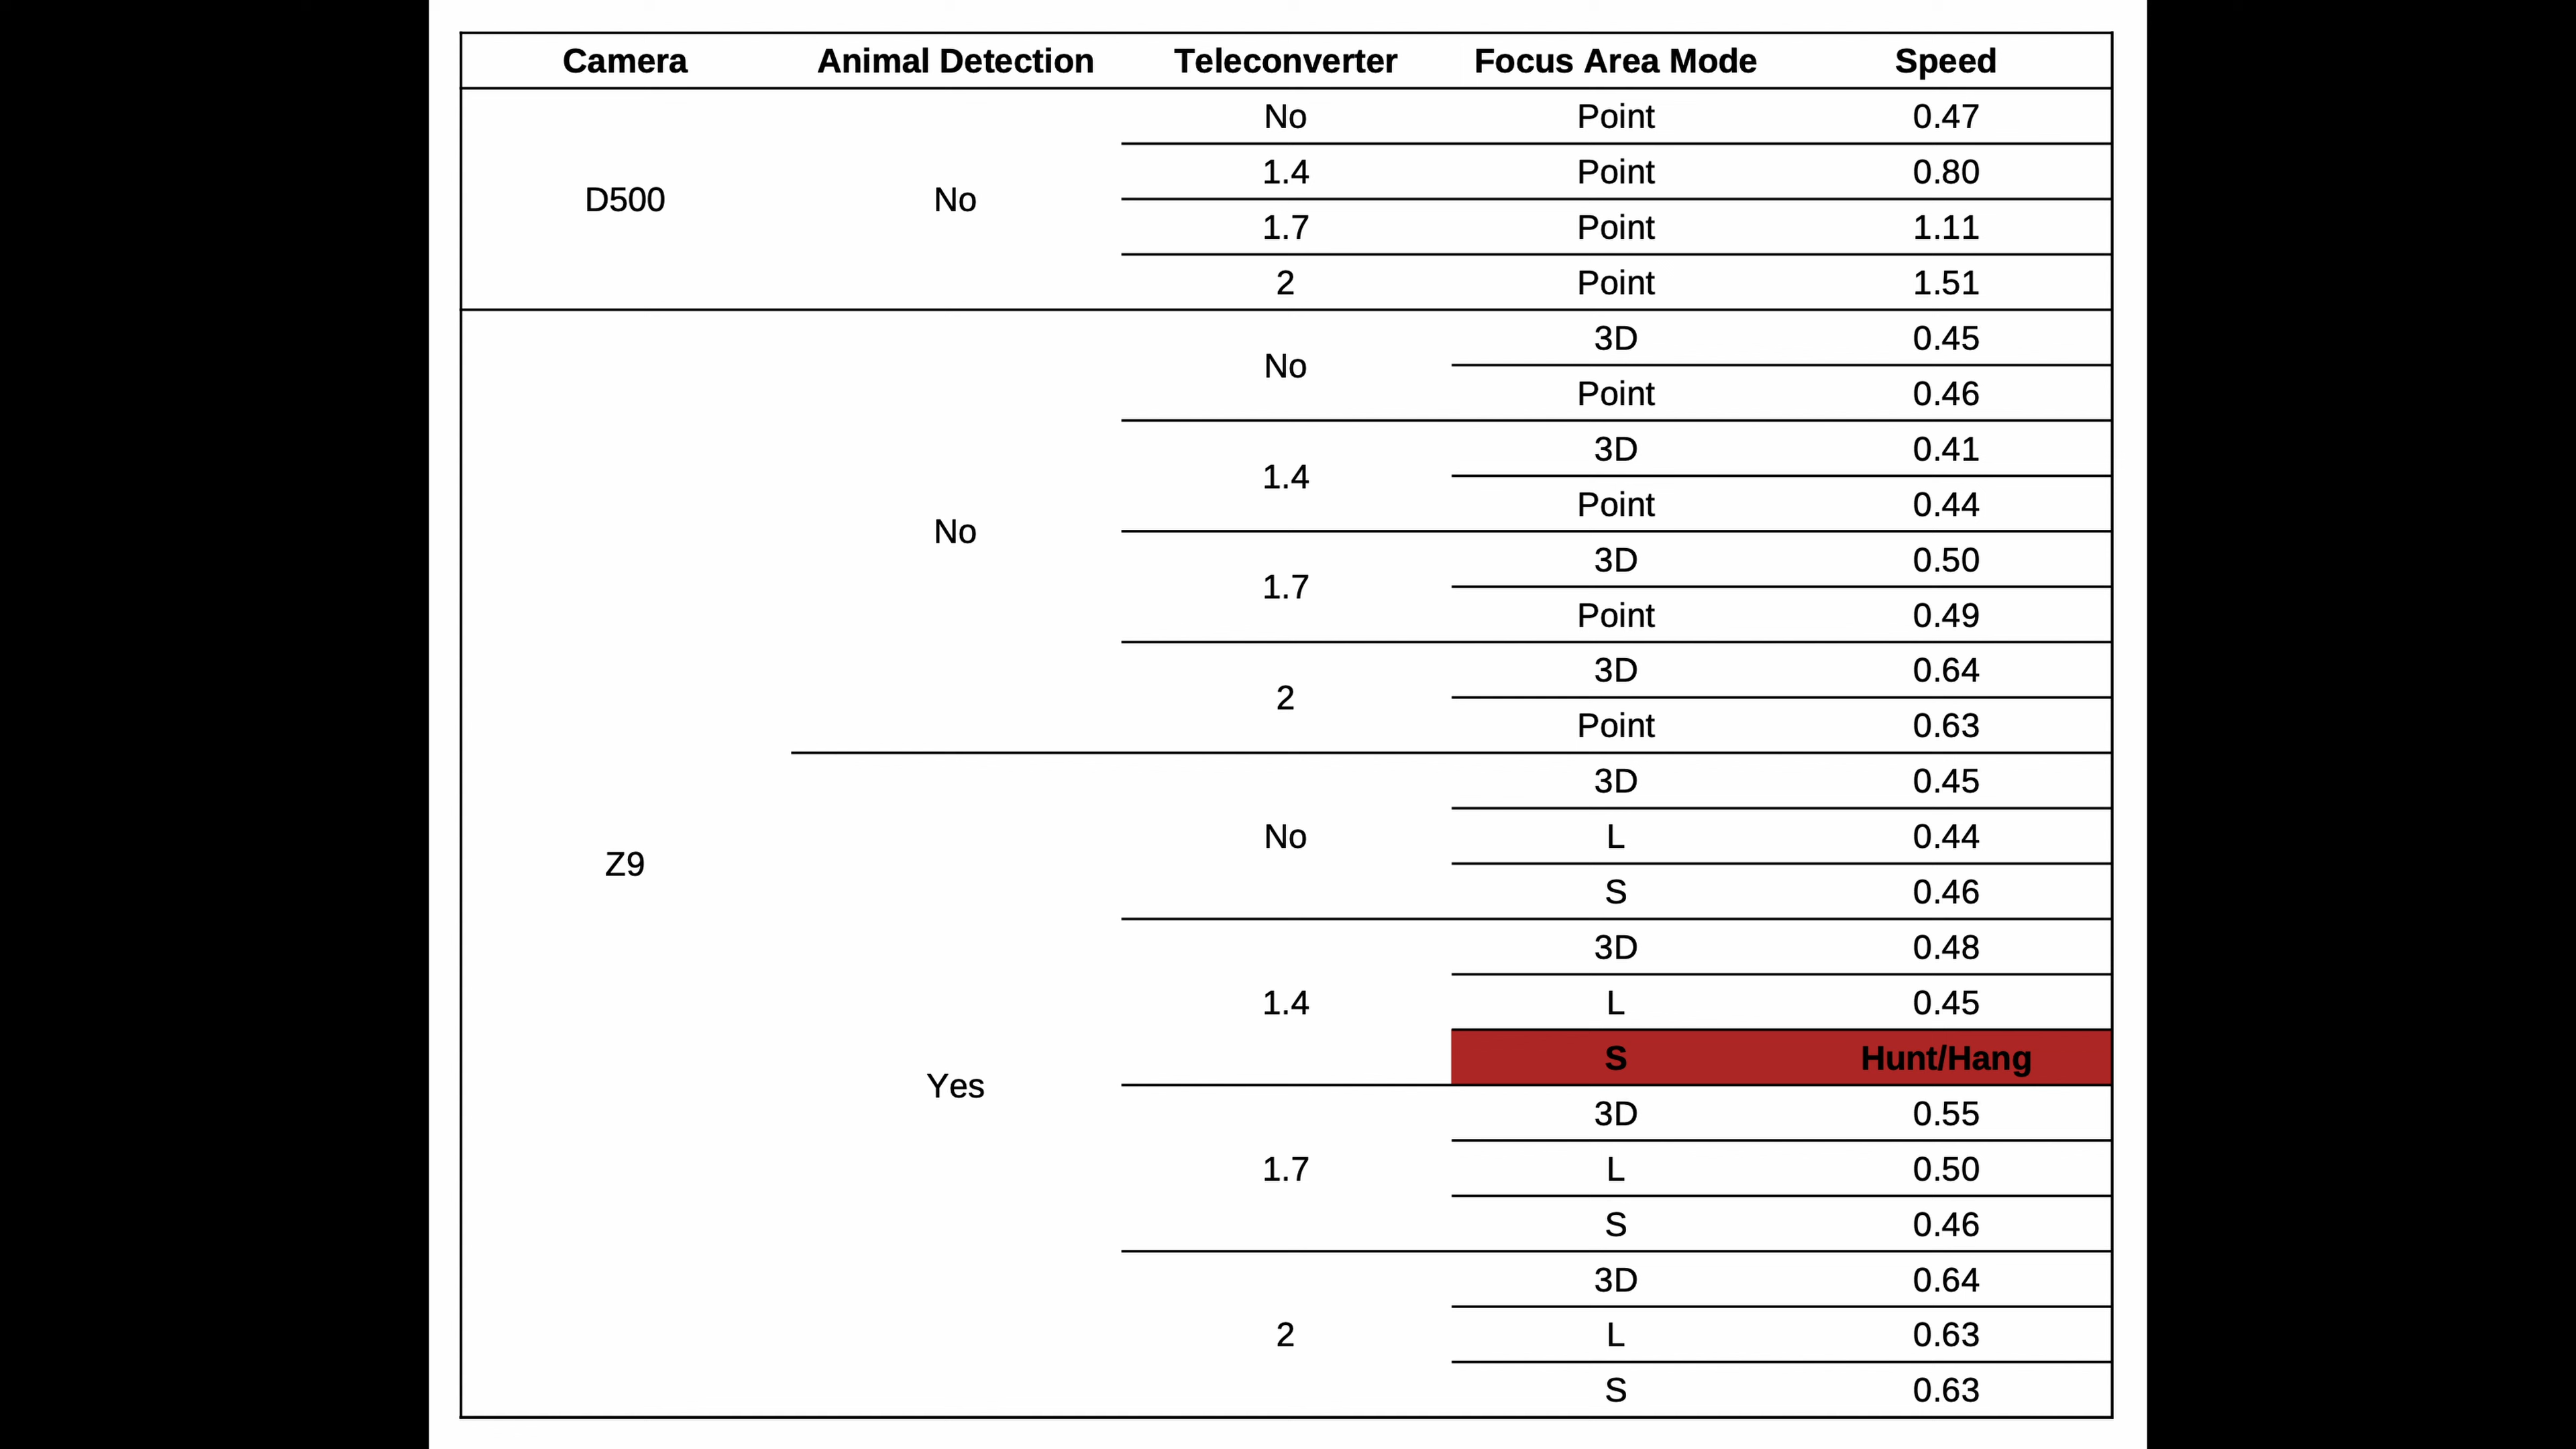 Camera Animal Detection Teleconverter Focus Area Mode Speed
No Point 0.47
1.4 Point 0.80
D500 No
1.7 Point 1.11
2 Point 1.51
3D 0.45
No
Point 0.46
3D 0.41
1.4
Point 0.44
No
3D 0.50
1.7
Point 0.49
3D 0.64
2
Point 0.63
3D 0.45
No L 0.44
Z9
S 0.46
3D 0.48
1.4 L 0.45
S Hunt/Hang
Yes
3D 0.55
1.7 L 0.50
S 0.46
3D 0.64
2 L 0.63
S 0.63